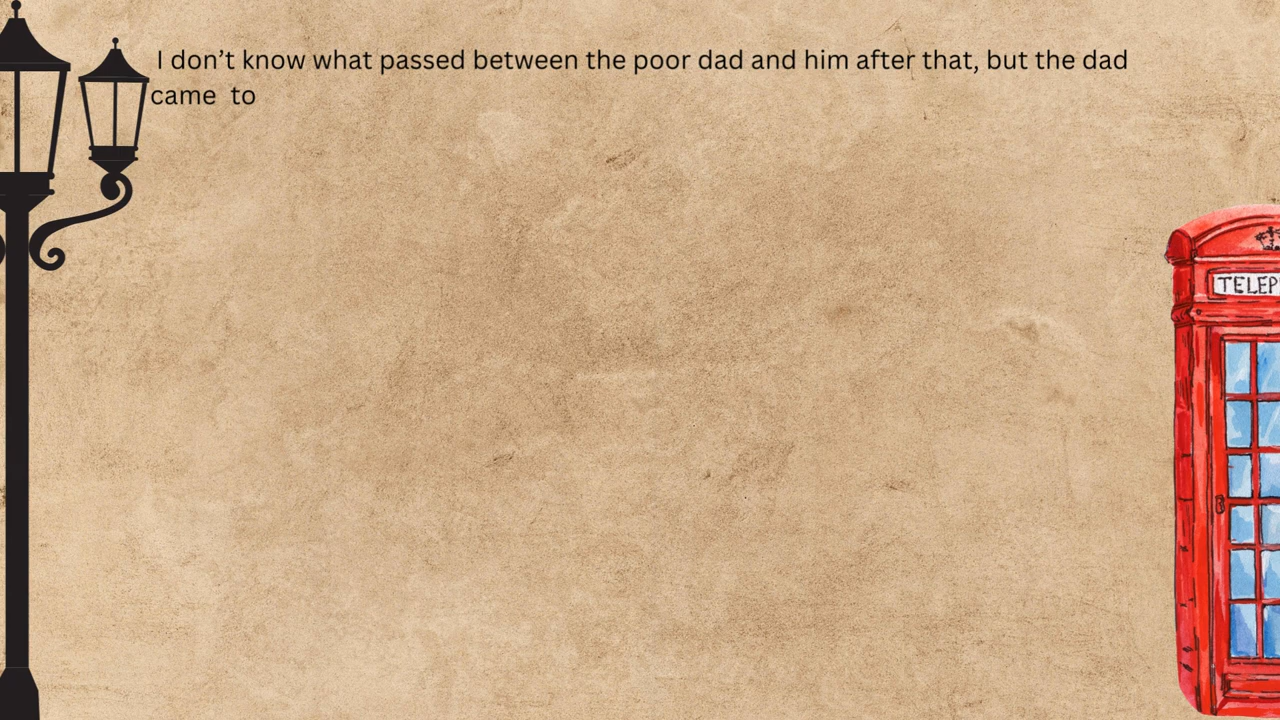 I don’t know what passed between the poor dad and him after that, but the dad
came to
TELEP